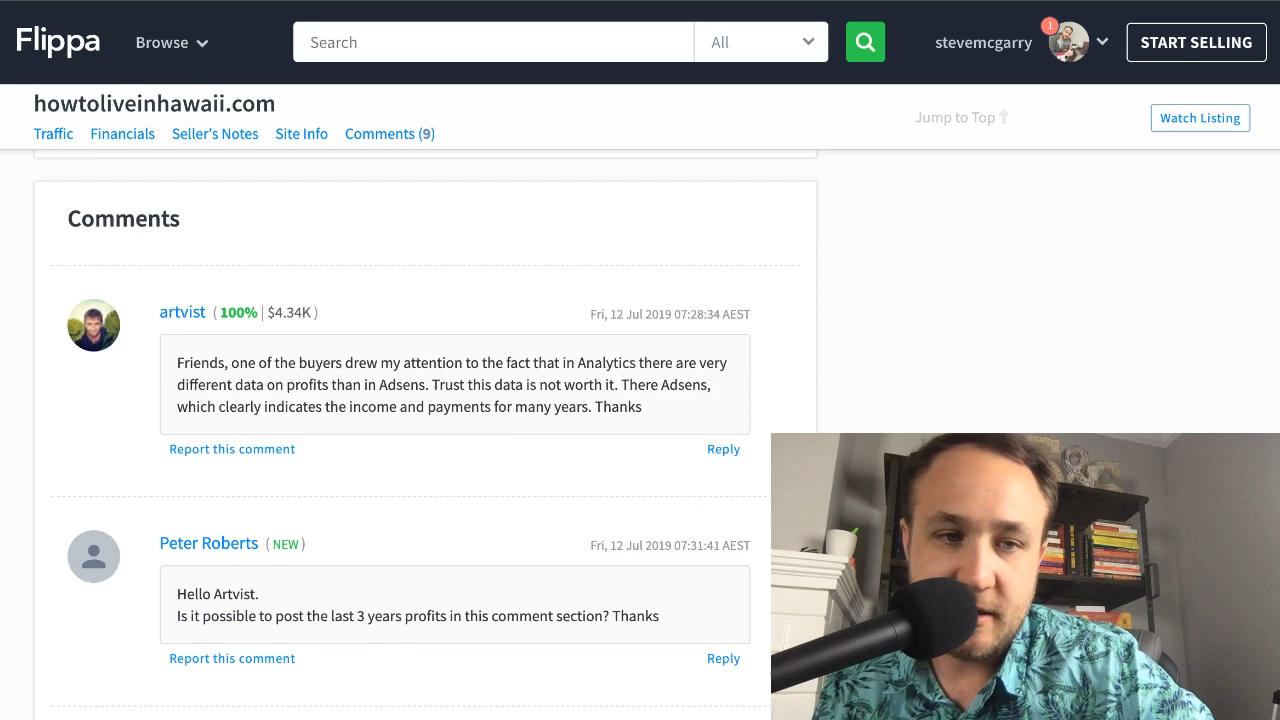 Flippa
Browse
Search
All
1
stevemcgarry
START SELLING
howtoliveinhawaii.com
Traffic
Financials
Seller's Notes
Site Info
Comments (9)
Jump to Top
Watch Listing
Comments
artvist ( 100% | $4.34K )
Fri, 12 Jul 2019 07:28:34 AEST
Friends, one of the buyers drew my attention to the fact that in Analytics there are very
different data on profits than in Adsens. Trust this data is not worth it. There Adsens,
which clearly indicates the income and payments for many years. Thanks
Report this comment
Reply
Peter Roberts ( NEW )
Fri, 12 Jul 2019 07:31:41 AEST
Hello Artvist.
Is it possible to post the last 3 years profits in this comment section? Thanks
Report this comment
Reply